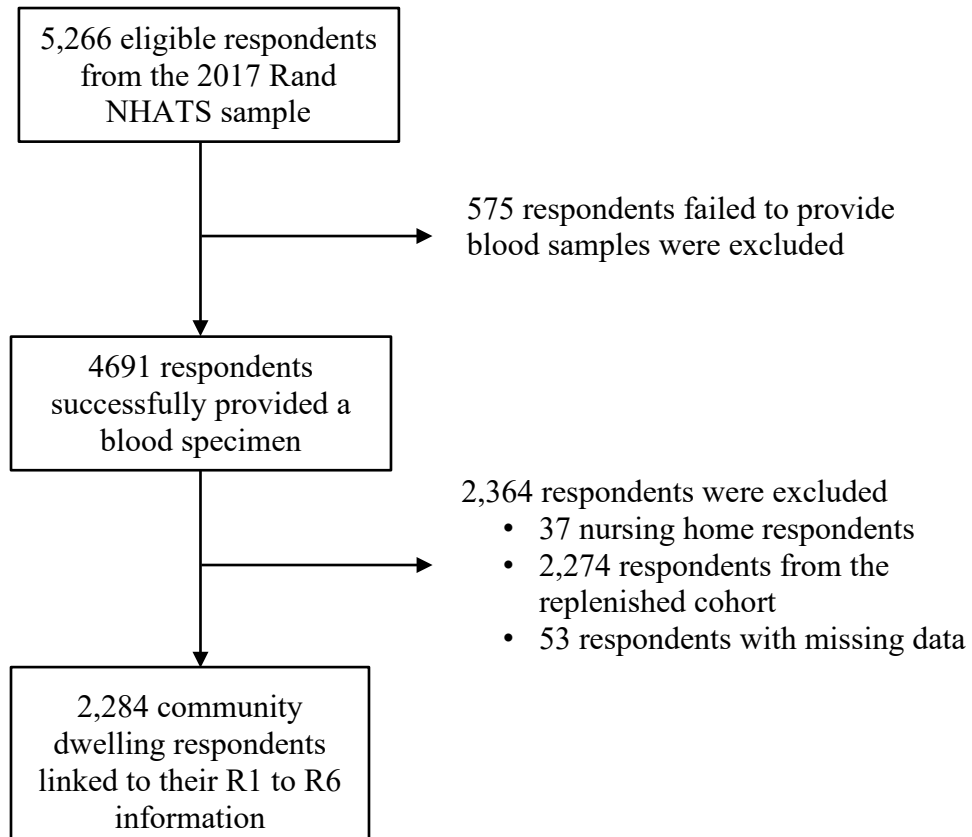 5,266 eligible respondents
from the 2017 Rand
NHATS sample
575 respondents failed to provide
blood samples were excluded
4691 respondents
successfully provided a
blood specimen
2,364 respondents were excluded
• 37 nursing home respondents
• 2,274 respondents from the
replenished cohort
• 53 respondents with missing data
2,284 community
dwelling respondents
linked to their R1 to R6
information